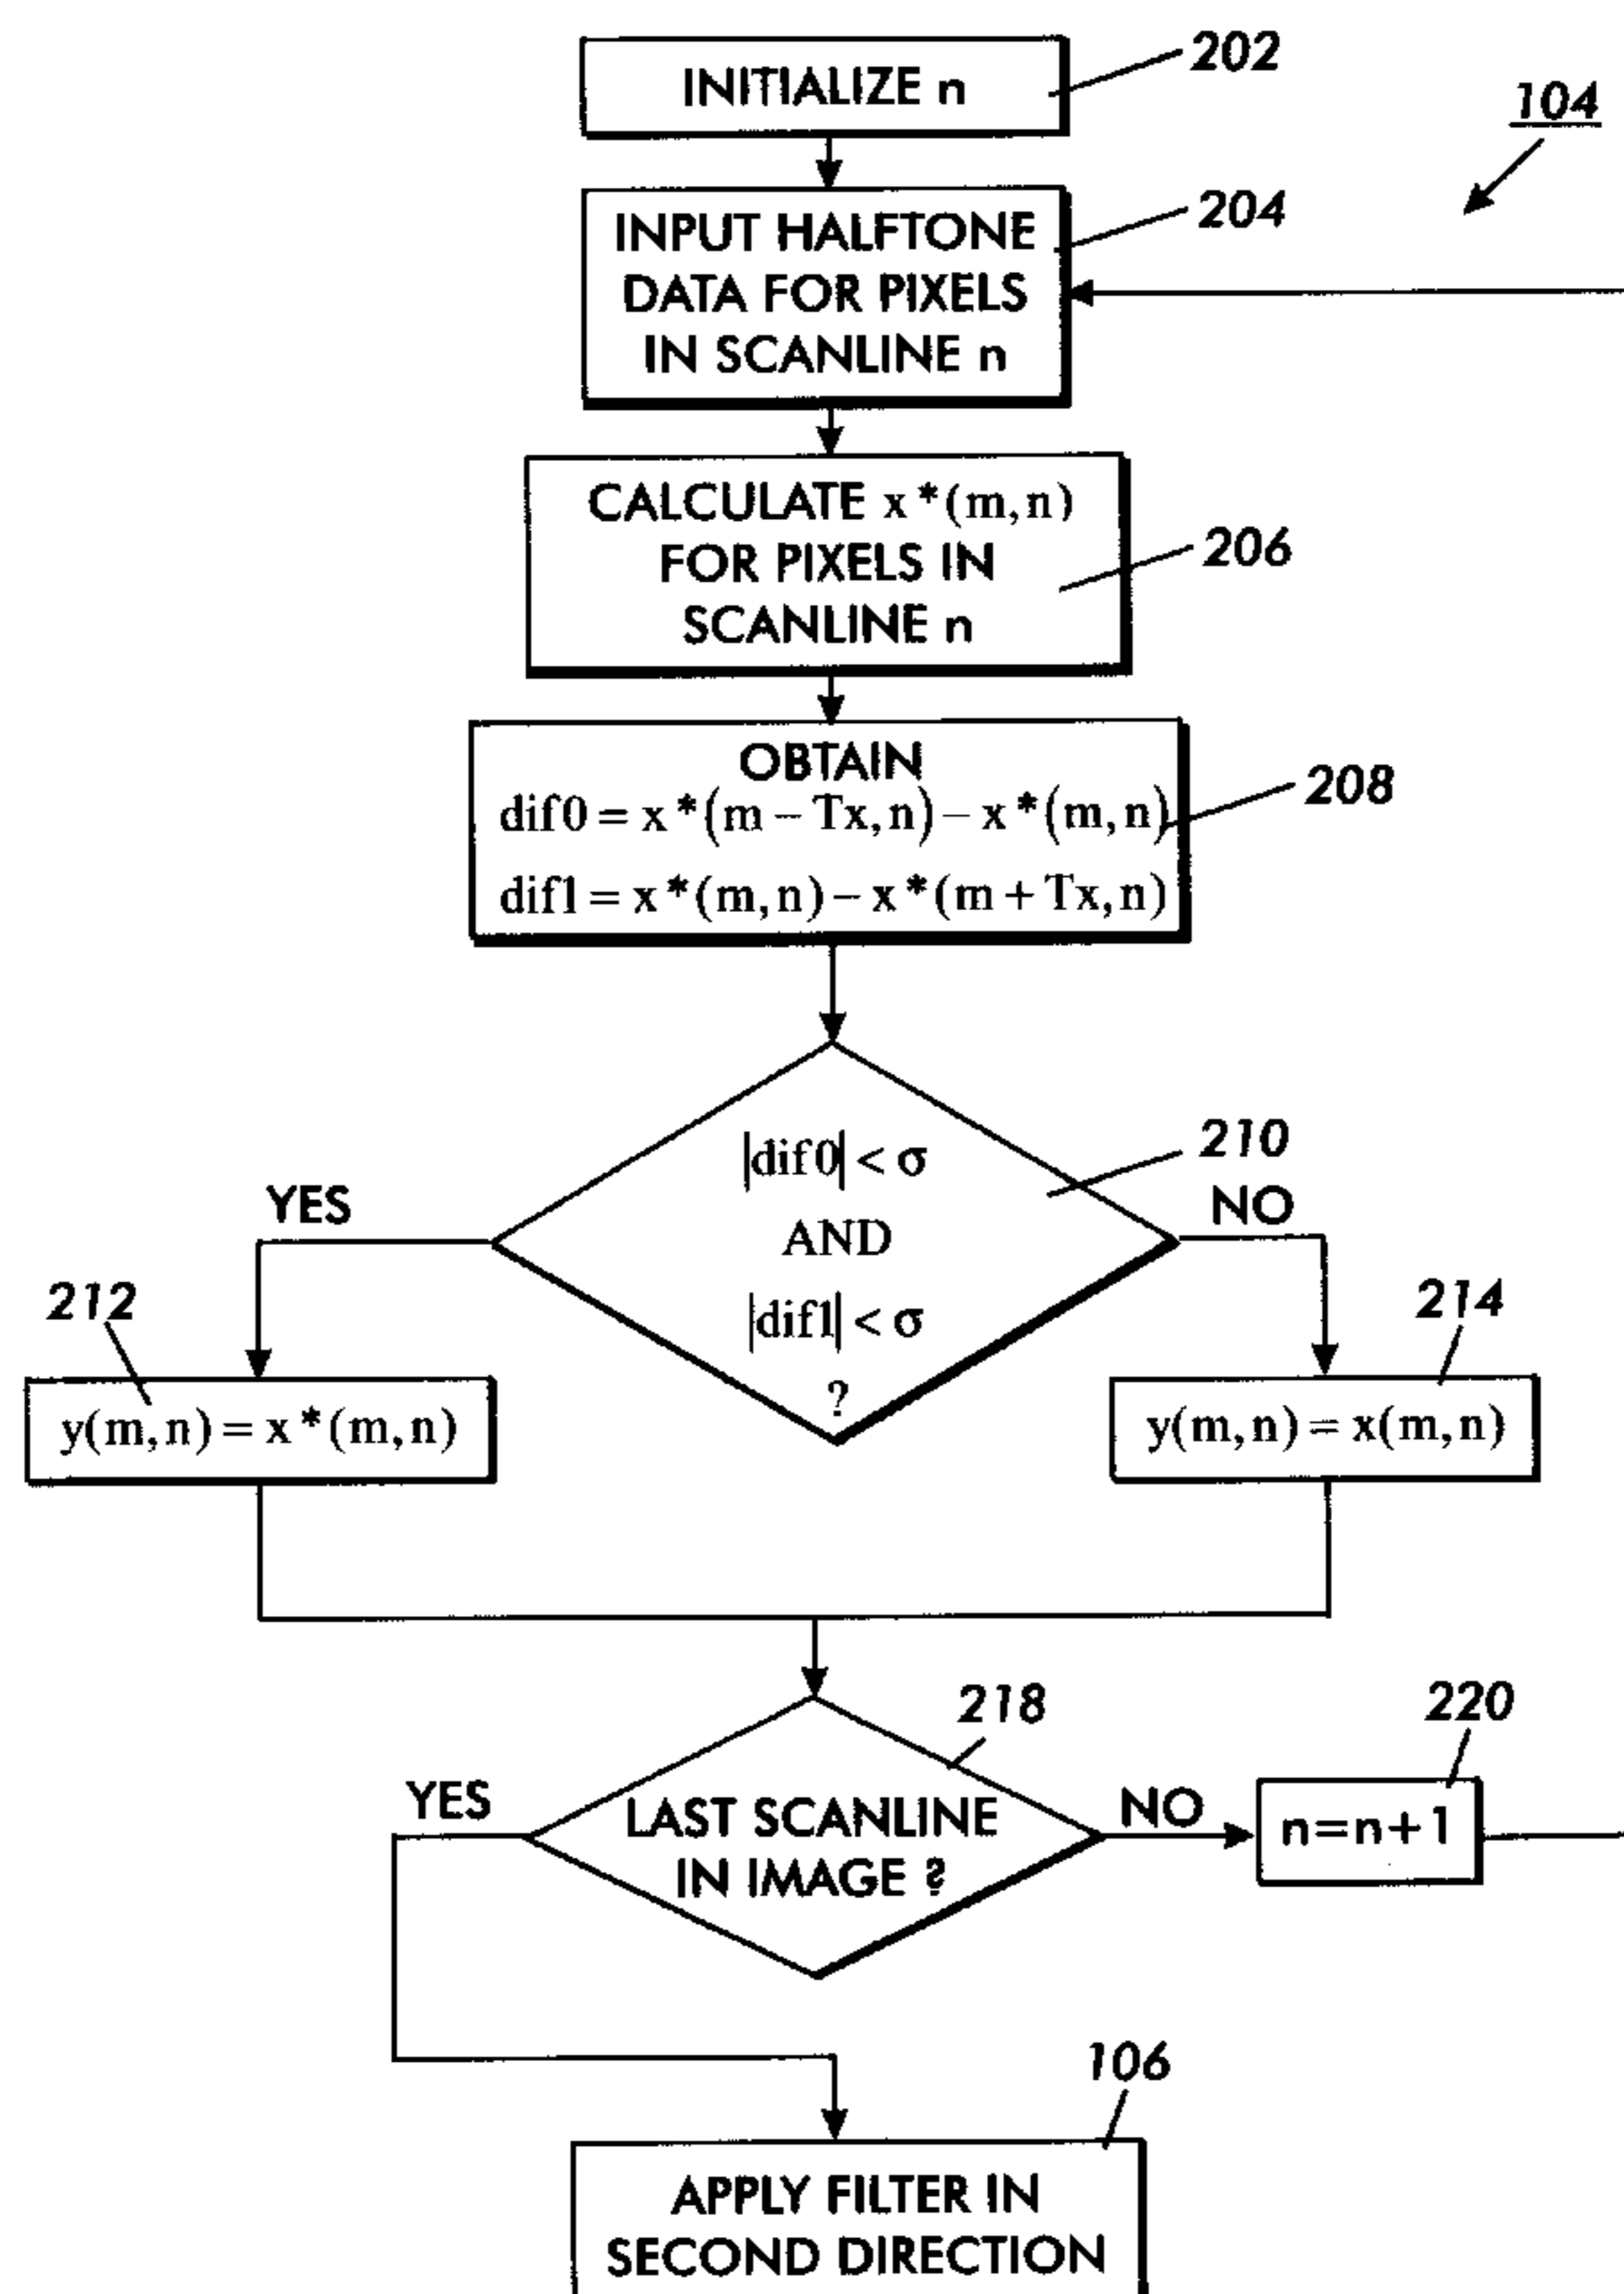 INITIALIZE n
202
104
INPUT HALFTONE
DATA FOR PIXELS
IN SCANLINE n
204
CALCULATE x*(m,n)
FOR PIXELS IN
SCANLINE n
206
OBTAIN
dif0 = x*(m − Tx, n) − x*(m, n)
dif1 = x*(m, n) − x*(m + Tx, n)
208
|dif0| < σ
AND
|dif1| < σ
?
210
YES
NO
212
y(m,n) = x*(m,n)
214
y(m,n) = x(m,n)
218
LAST SCANLINE
IN IMAGE ?
YES
NO
220
n=n+1
106
APPLY FILTER IN
SECOND DIRECTION